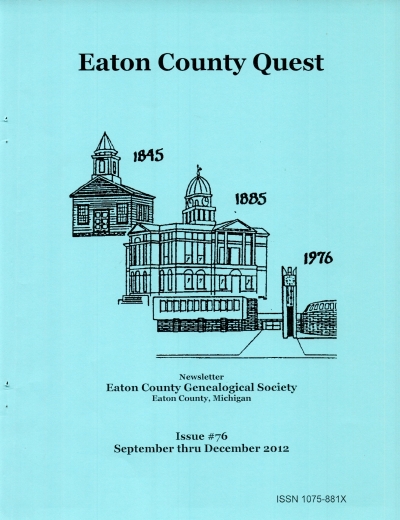 Eaton County Quest
1845
1885
1976
Newsletter
Eaton County Genealogical Society
Eaton County, Michigan
Issue #76
September thru December 2012
ISSN 1075-881X